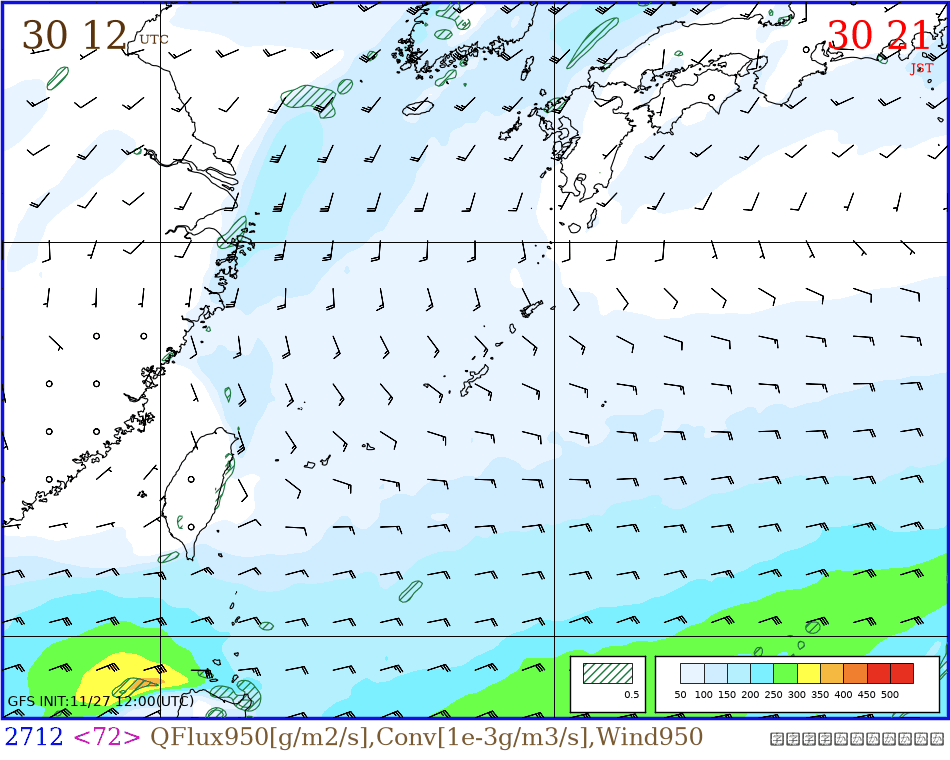 30 12 UTC
30 21
JST
0.5
50 100 150 200 250 300 350 400 450 500
GFS INIT:11/27 12:00(UTC)
2712 <72> QFlux950[g/m2/s],Conv[1e-3g/m3/s],Wind950